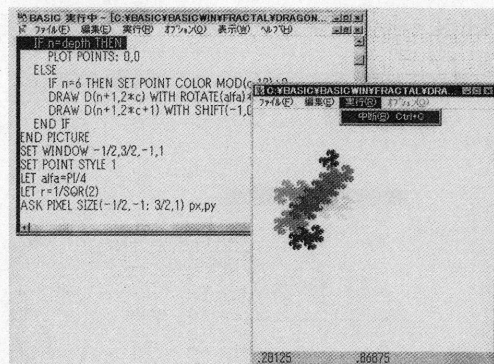 BASIC 実行中 - [C:¥BASIC¥BASICWIN¥FRACTAL¥DRAGON...
ファイル(F) 編集(E) 実行(R) オプション(O) 表示(W) ヘルプ(H)
IF n=depth THEN
PLOT POINTS: 0,0
ELSE
IF n=6 THEN SET POINT COLOR MOD(
DRAW D(n+1,2*c) WITH ROTATE(alfa)
DRAW D(n+1,2*c+1) WITH SHIFT(-1,
END IF
END PICTURE
SET WINDOW -1/2,3/2,-1,1
SET POINT STYLE 1
LET alfa=PI/4
LET r=1/SQR(2)
ASK PIXEL SIZE(-1/2,-1: 3/2,1) px,py
C:¥BASIC¥BASICWIN¥FRACTAL¥DRA...
ファイル(F) 編集(E) 実行(R) オプション(O)
中断(B) Ctrl+C
.28125 .86875